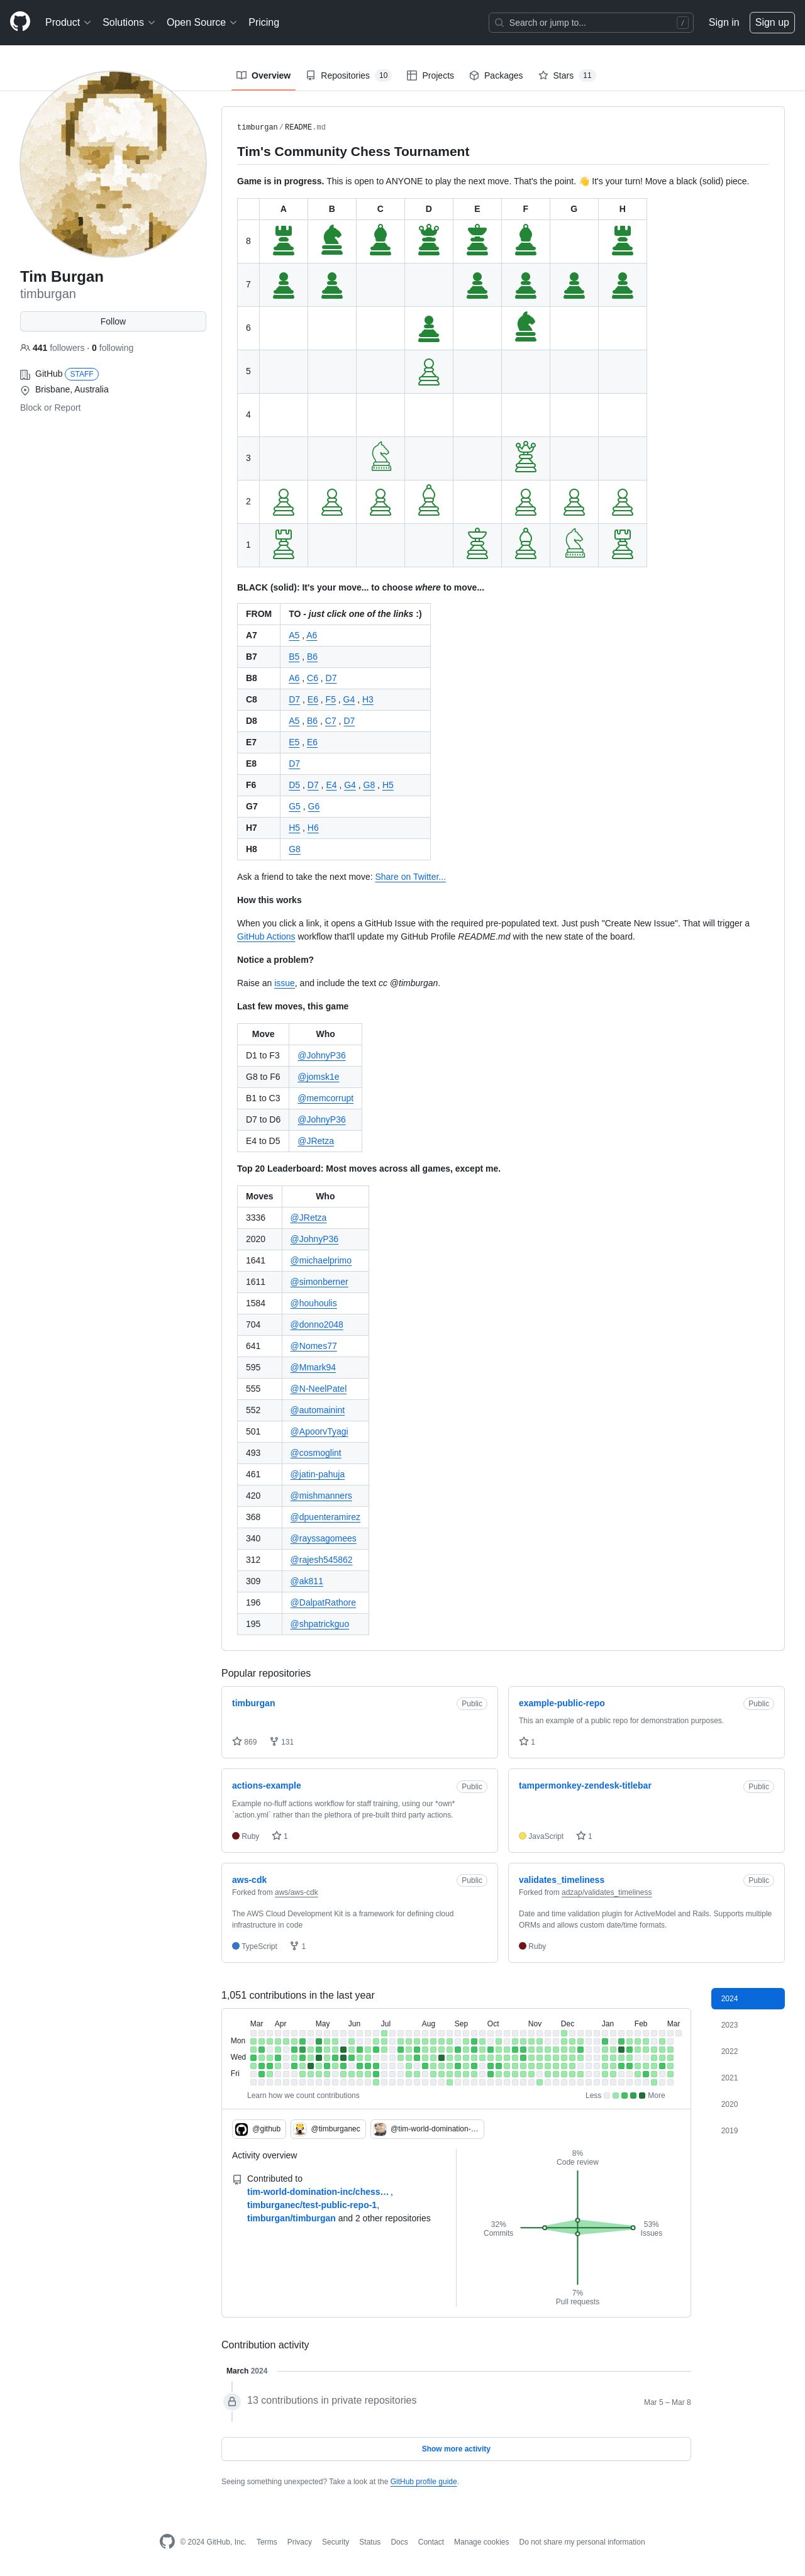 Product Solutions Open Source Pricing Search or jump to... / Sign in Sign up
Overview Repositories 10 Projects Packages Stars 11
Tim Burgan
timburgan
Follow
441 followers · 0 following
GitHub STAFF
Brisbane, Australia
Block or Report
timburgan/README.md
Tim's Community Chess Tournament
Game is in progress. This is open to ANYONE to play the next move. That's the point. 👋 It's your turn! Move a black (solid) piece.
A B C D E F G H
8
7
6
5
4
3
2
1
BLACK (solid): It's your move... to choose where to move...
FROM TO - just click one of the links :)
A7 A5 , A6
B7 B5 , B6
B8 A6 , C6 , D7
C8 D7 , E6 , F5 , G4 , H3
D8 A5 , B6 , C7 , D7
E7 E5 , E6
E8 D7
F6 D5 , D7 , E4 , G4 , G8 , H5
G7 G5 , G6
H7 H5 , H6
H8 G8
Ask a friend to take the next move: Share on Twitter...
How this works
When you click a link, it opens a GitHub Issue with the required pre-populated text. Just push "Create New Issue". That will trigger a
GitHub Actions workflow that'll update my GitHub Profile README.md with the new state of the board.
Notice a problem?
Raise an issue, and include the text cc @timburgan.
Last few moves, this game
Move Who
D1 to F3 @JohnyP36
G8 to F6 @jomsk1e
B1 to C3 @memcorrupt
D7 to D6 @JohnyP36
E4 to D5 @JRetza
Top 20 Leaderboard: Most moves across all games, except me.
Moves Who
3336 @JRetza
2020 @JohnyP36
1641 @michaelprimo
1611 @simonberner
1584 @houhoulis
704 @donno2048
641 @Nomes77
595 @Mmark94
555 @N-NeelPatel
552 @automainint
501 @ApoorvTyagi
493 @cosmoglint
461 @jatin-pahuja
420 @mishmanners
368 @dpuenteramirez
340 @rayssagomees
312 @rajesh545862
309 @ak811
196 @DalpatRathore
195 @shpatrickguo
Popular repositories
timburgan Public
869 131
example-public-repo Public
This an example of a public repo for demonstration purposes.
1
actions-example Public
Example no-fluff actions workflow for staff training, using our *own*
`action.yml` rather than the plethora of pre-built third party actions.
Ruby 1
tampermonkey-zendesk-titlebar Public
JavaScript 1
aws-cdk Public
Forked from aws/aws-cdk
The AWS Cloud Development Kit is a framework for defining cloud
infrastructure in code
TypeScript 1
validates_timeliness Public
Forked from adzap/validates_timeliness
Date and time validation plugin for ActiveModel and Rails. Supports multiple
ORMs and allows custom date/time formats.
Ruby
1,051 contributions in the last year
Mar Apr May Jun Jul Aug Sep Oct Nov Dec Jan Feb Mar
Mon
Wed
Fri
Learn how we count contributions Less More
2024
2023
2022
2021
2020
2019
@github @timburganec @tim-world-domination-…
Activity overview
Contributed to
tim-world-domination-inc/chess… ,
timburganec/test-public-repo-1,
timburgan/timburgan and 2 other repositories
8%
Code review
32%
Commits
53%
Issues
7%
Pull requests
Contribution activity
March 2024
13 contributions in private repositories Mar 5 – Mar 8
Show more activity
Seeing something unexpected? Take a look at the GitHub profile guide.
© 2024 GitHub, Inc. Terms Privacy Security Status Docs Contact Manage cookies Do not share my personal information